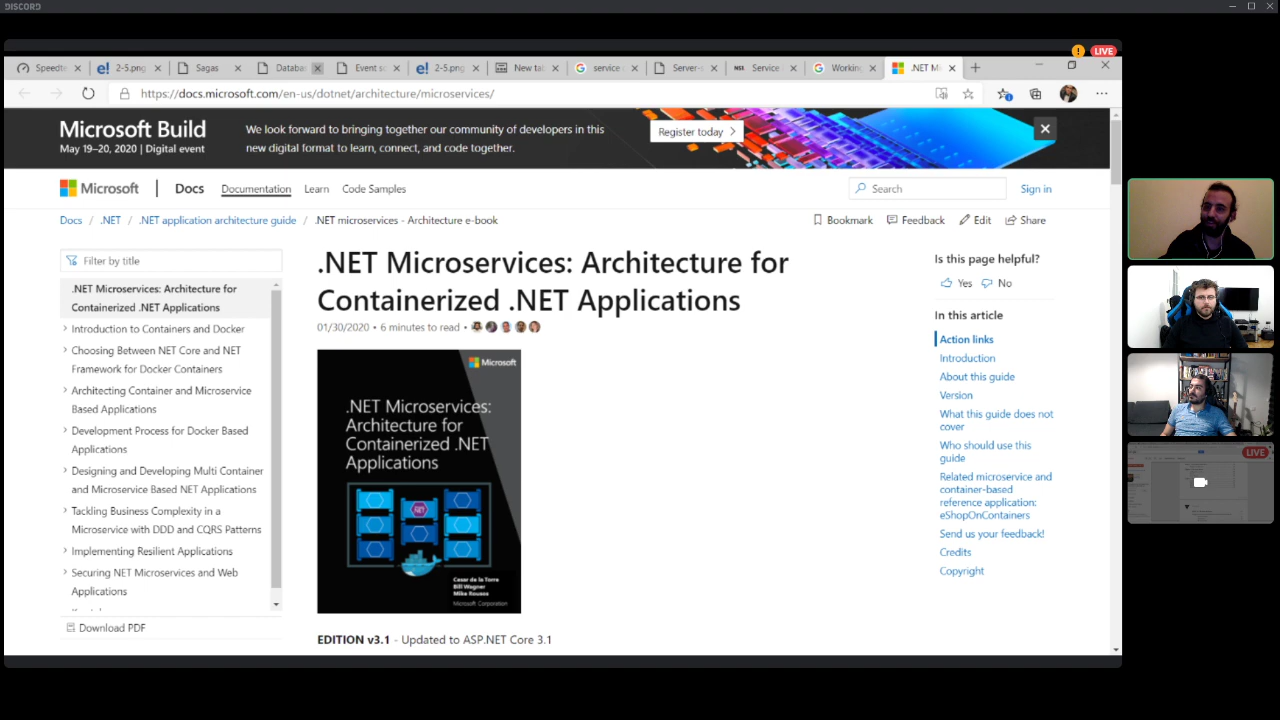 DISCORD
LIVE
Speedte
2-5.png
Sagas
Databas
Event so
2-5.png
New tab
service d
Server-s
Service
Working
.NET Mi
https://docs.microsoft.com/en-us/dotnet/architecture/microservices/
Microsoft Build
May 19–20, 2020 | Digital event
We look forward to bringing together our community of developers in this
new digital format to learn, connect, and code together.
Register today
Microsoft
Docs
Documentation
Learn
Code Samples
Search
Sign in
Docs / .NET / .NET application architecture guide / .NET microservices - Architecture e-book
Bookmark
Feedback
Edit
Share
Filter by title
.NET Microservices: Architecture for
Containerized .NET Applications
Introduction to Containers and Docker
Choosing Between NET Core and NET
Framework for Docker Containers
Architecting Container and Microservice
Based Applications
Development Process for Docker Based
Applications
Designing and Developing Multi Container
and Microservice Based NET Applications
Tackling Business Complexity in a
Microservice with DDD and CQRS Patterns
Implementing Resilient Applications
Securing NET Microservices and Web
Applications
Download PDF
.NET Microservices: Architecture for
Containerized .NET Applications
01/30/2020 • 6 minutes to read •
Microsoft
.NET Microservices:
Architecture for
Containerized .NET
Applications
Cesar de la Torre
Bill Wagner
Mike Rousos
Microsoft Corporation
EDITION v3.1 - Updated to ASP.NET Core 3.1
Is this page helpful?
Yes
No
In this article
Action links
Introduction
About this guide
Version
What this guide does not
cover
Who should use this
guide
Related microservice and
container-based
reference application:
eShopOnContainers
Send us your feedback!
Credits
Copyright
LIVE